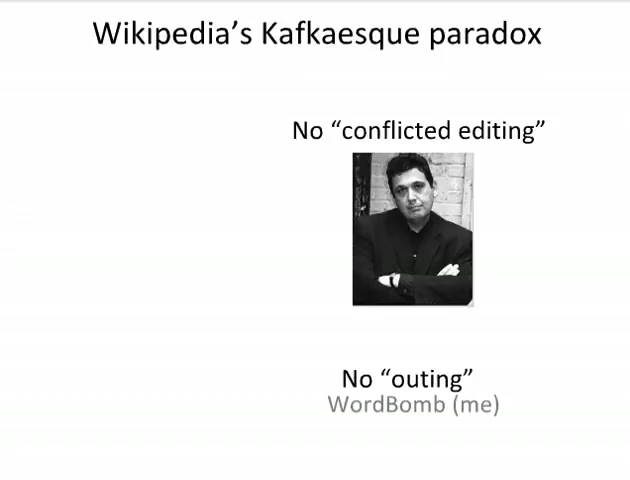 Wikipedia’s Kafkaesque paradox
No “conflicted editing”
No “outing”
WordBomb (me)